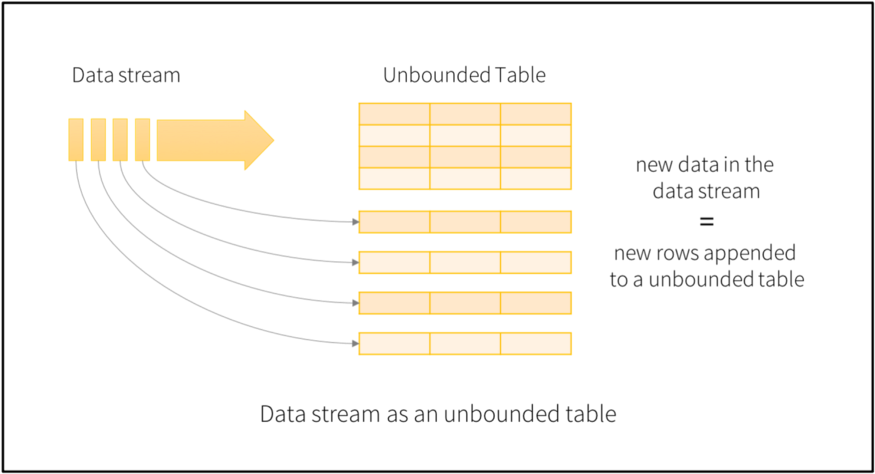 Data stream
Unbounded Table
new data in the
data stream
=
new rows appended
to a unbounded table
Data stream as an unbounded table